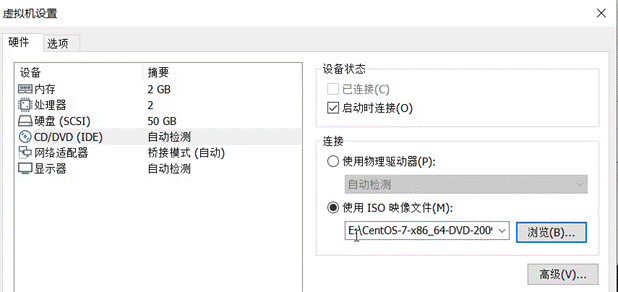 虚拟机设置
硬件 选项
设备 摘要
内存 2 GB
处理器 2
硬盘 (SCSI) 50 GB
CD/DVD (IDE) 自动检测
网络适配器 桥接模式 (自动)
显示器 自动检测
设备状态
已连接(C)
启动时连接(O)
连接
使用物理驱动器(P):
自动检测
使用 ISO 映像文件(M):
E:\CentOS-7-x86_64-DVD-2009 浏览(B)...
高级(V)...